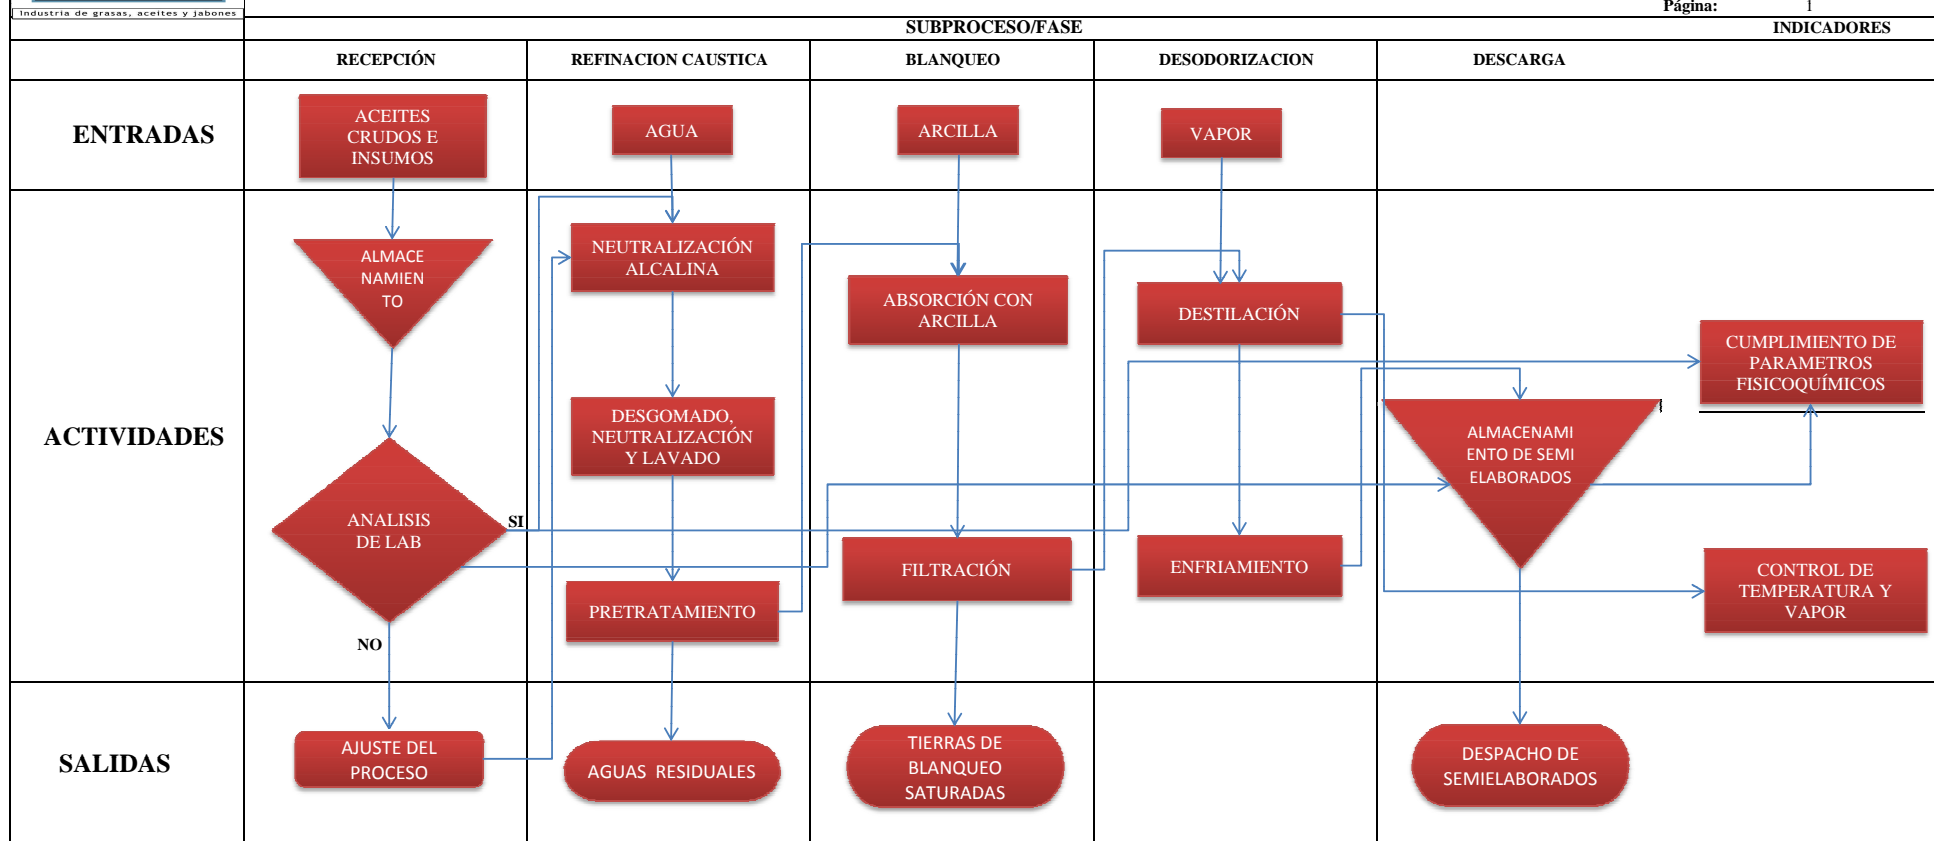 Industria de grasas, aceites y jabones
Página: 1
SUBPROCESO/FASE
INDICADORES
RECEPCIÓN
REFINACION CAUSTICA
BLANQUEO
DESODORIZACION
DESCARGA
ENTRADAS
ACEITES
CRUDOS E
INSUMOS
AGUA
ARCILLA
VAPOR
ACTIVIDADES
ALMACE
NAMIEN
TO
ANALISIS
DE LAB
SI
NO
NEUTRALIZACIÓN
ALCALINA
DESGOMADO,
NEUTRALIZACIÓN
Y LAVADO
PRETRATAMIENTO
ABSORCIÓN CON
ARCILLA
FILTRACIÓN
DESTILACIÓN
ENFRIAMIENTO
ALMACENAMI
ENTO DE SEMI
ELABORADOS
CUMPLIMIENTO DE
PARAMETROS
FISICOQUÍMICOS
CONTROL DE
TEMPERATURA Y
VAPOR
SALIDAS
AJUSTE DEL
PROCESO
AGUAS RESIDUALES
TIERRAS DE
BLANQUEO
SATURADAS
DESPACHO DE
SEMIELABORADOS